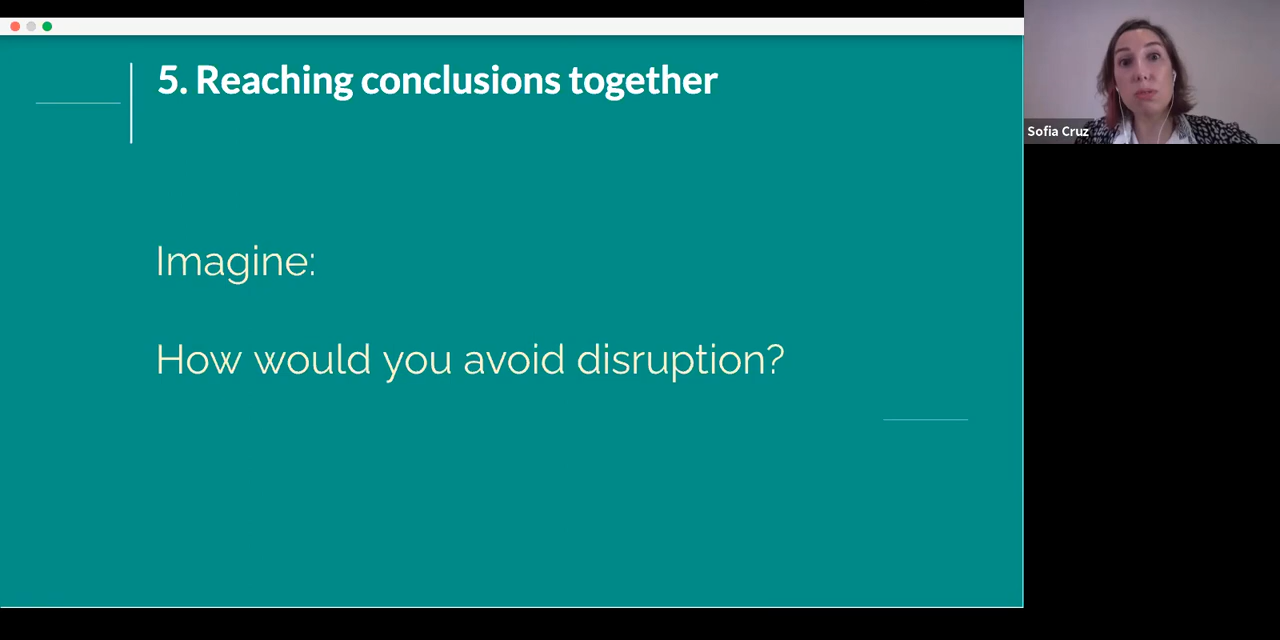 5. Reaching conclusions together
Imagine:
How would you avoid disruption?
Sofia Cruz